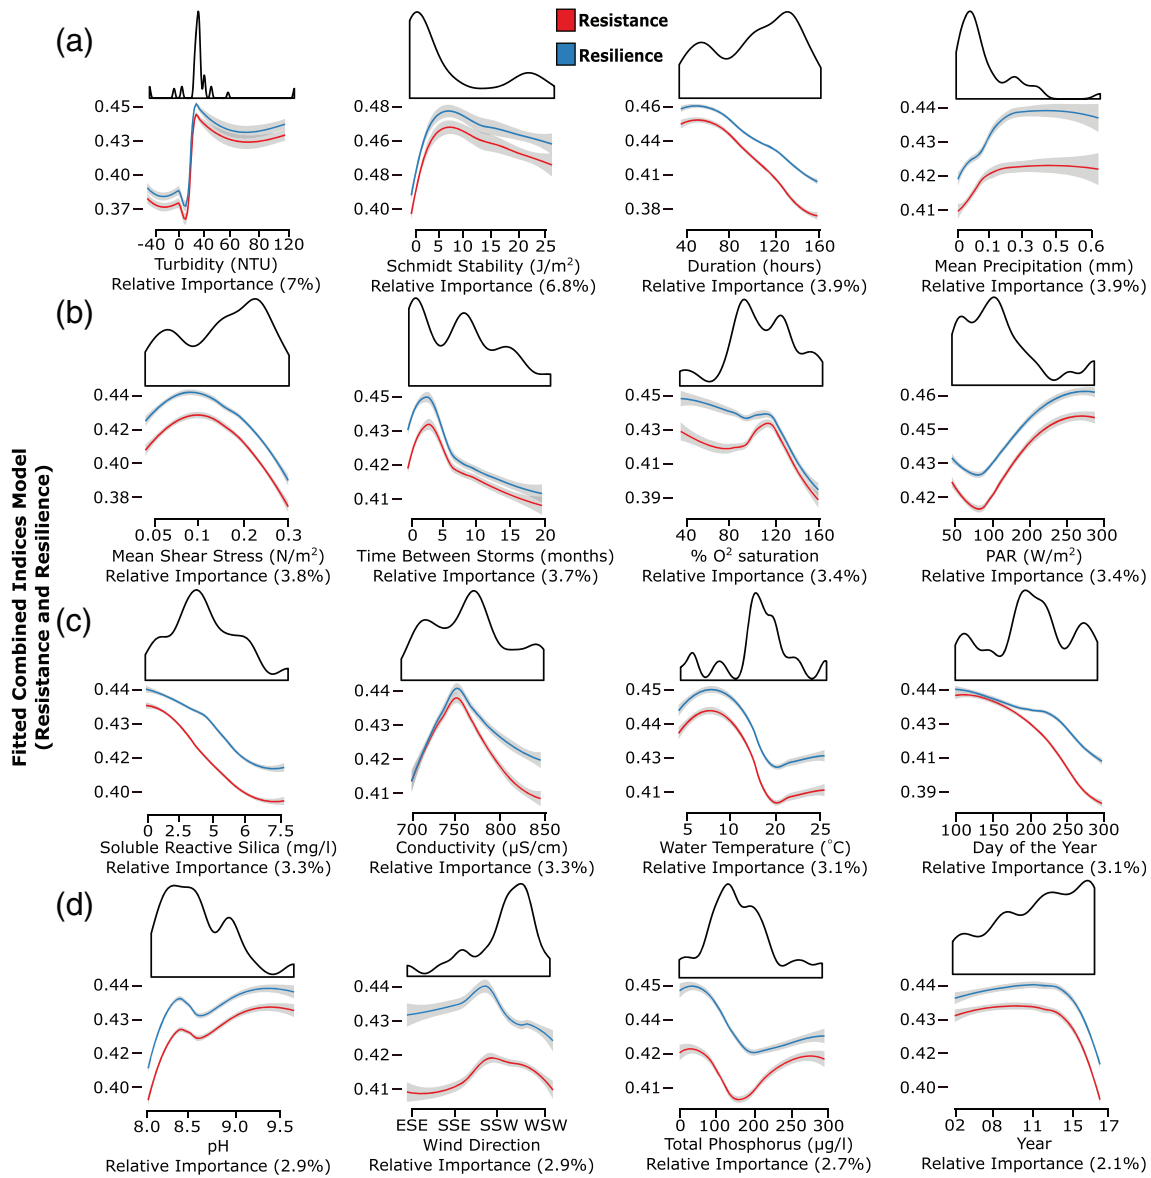 (a)
Resistance
Resilience
0.45
0.43
0.40
0.37
-40 0 40 80 120
Turbidity (NTU)
Relative Importance (7%)
0.48
0.46
0.48
0.40
0 5 10 15 20 25
Schmidt Stability (J/m²)
Relative Importance (6.8%)
0.46
0.44
0.41
0.38
40 80 120 160
Duration (hours)
Relative Importance (3.9%)
0.44
0.43
0.42
0.41
0 0.1 0.3 0.5 0.6
Mean Precipitation (mm)
Relative Importance (3.9%)
(b)
0.44
0.42
0.40
0.38
0.05 0.1 0.2 0.3
Mean Shear Stress (N/m²)
Relative Importance (3.8%)
0.45
0.43
0.42
0.41
0 5 10 15 20
Time Between Storms (months)
Relative Importance (3.7%)
0.45
0.43
0.41
0.39
40 80 120 160
% O² saturation
Relative Importance (3.4%)
0.46
0.45
0.43
0.42
50 100 200 250 300
PAR (W/m²)
Relative Importance (3.4%)
Fitted Combined Indices Model
(Resistance and Resilience)
(c)
0.44
0.43
0.42
0.40
0 2.5 5 6 7.5
Soluble Reactive Silica (mg/l)
Relative Importance (3.3%)
0.44
0.43
0.42
0.41
700 750 800 850
Conductivity (µS/cm)
Relative Importance (3.3%)
0.45
0.44
0.43
0.42
5 10 20 25
Water Temperature (°C)
Relative Importance (3.1%)
0.44
0.43
0.41
0.39
100 150 200 250 300
Day of the Year
Relative Importance (3.1%)
(d)
0.44
0.43
0.42
0.40
8.0 8.5 9.0 9.5
pH
Relative Importance (2.9%)
0.44
0.43
0.42
0.41
ESE SSE SSW WSW
Wind Direction
Relative Importance (2.9%)
0.45
0.43
0.42
0.41
0 100 200 300
Total Phosphorus (µg/l)
Relative Importance (2.7%)
0.44
0.43
0.42
0.40
02 08 11 15 17
Year
Relative Importance (2.1%)